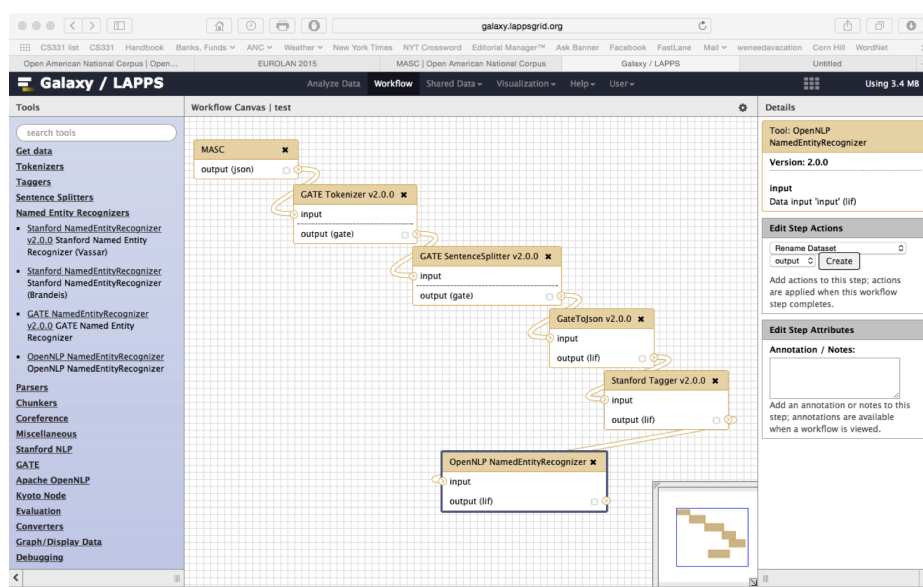 galaxy.lappsgrid.org
CS331 list CS331 Handbook Banks, Funds ANC Weather New York Times NYT Crossword Editorial Manager™ Ask Banner Facebook FastLane Mail weneedavacation Corn Hill WordNet
Open American National Corpus | Open... EUROLAN 2015 MASC | Open American National Corpus Galaxy / LAPPS Untitled
Galaxy / LAPPS Analyze Data Workflow Shared Data Visualization Help User Using 3.4 MB
Tools
search tools
Get data
Tokenizers
Taggers
Sentence Splitters
Named Entity Recognizers
Stanford NamedEntityRecognizer
v2.0.0 Stanford Named Entity
Recognizer (Vassar)
Stanford NamedEntityRecognizer
Stanford NamedEntityRecognizer
(Brandeis)
GATE NamedEntityRecognizer
v2.0.0 GATE Named Entity
Recognizer
OpenNLP NamedEntityRecognizer
OpenNLP NamedEntityRecognizer
Parsers
Chunkers
Coreference
Miscellaneous
Stanford NLP
GATE
Apache OpenNLP
Kyoto Node
Evaluation
Converters
Graph/Display Data
Debugging
Workflow Canvas | test
MASC
output (json)
GATE Tokenizer v2.0.0
input
output (gate)
GATE SentenceSplitter v2.0.0
input
output (gate)
GateToJson v2.0.0
input
output (lif)
Stanford Tagger v2.0.0
input
output (lif)
OpenNLP NamedEntityRecognizer
input
output (lif)
Details
Tool: OpenNLP
NamedEntityRecognizer
Version: 2.0.0
input
Data input 'input' (lif)
Edit Step Actions
Rename Dataset
output Create
Add actions to this step; actions
are applied when this workflow
step completes.
Edit Step Attributes
Annotation / Notes:
Add an annotation or notes to this
step; annotations are available
when a workflow is viewed.